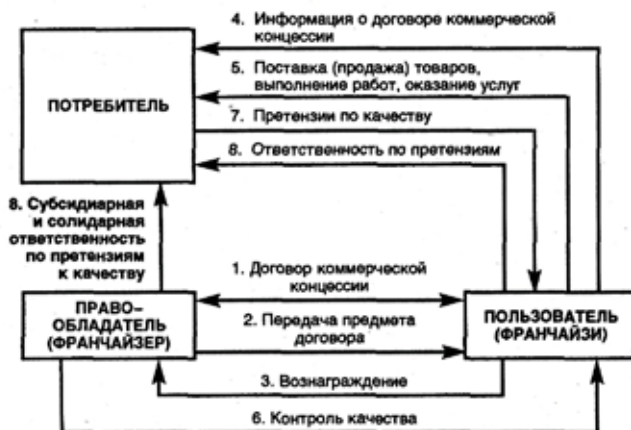 4. Информация о договоре коммерческой
концессии
5. Поставка (продажа) товаров,
выполнение работ, оказание услуг
ПОТРЕБИТЕЛЬ
7. Претензии по качеству
8. Ответственность по претензиям
8. Субсидиарная
и солидарная
ответственность
по претензиям
к качеству
1. Договор коммерческой
концессии
ПРАВО–
ОБЛАДАТЕЛЬ
(ФРАНЧАЙЗЕР)
2. Передача предмета
договора
ПОЛЬЗОВАТЕЛЬ
(ФРАНЧАЙЗИ)
3. Вознаграждение
6. Контроль качества